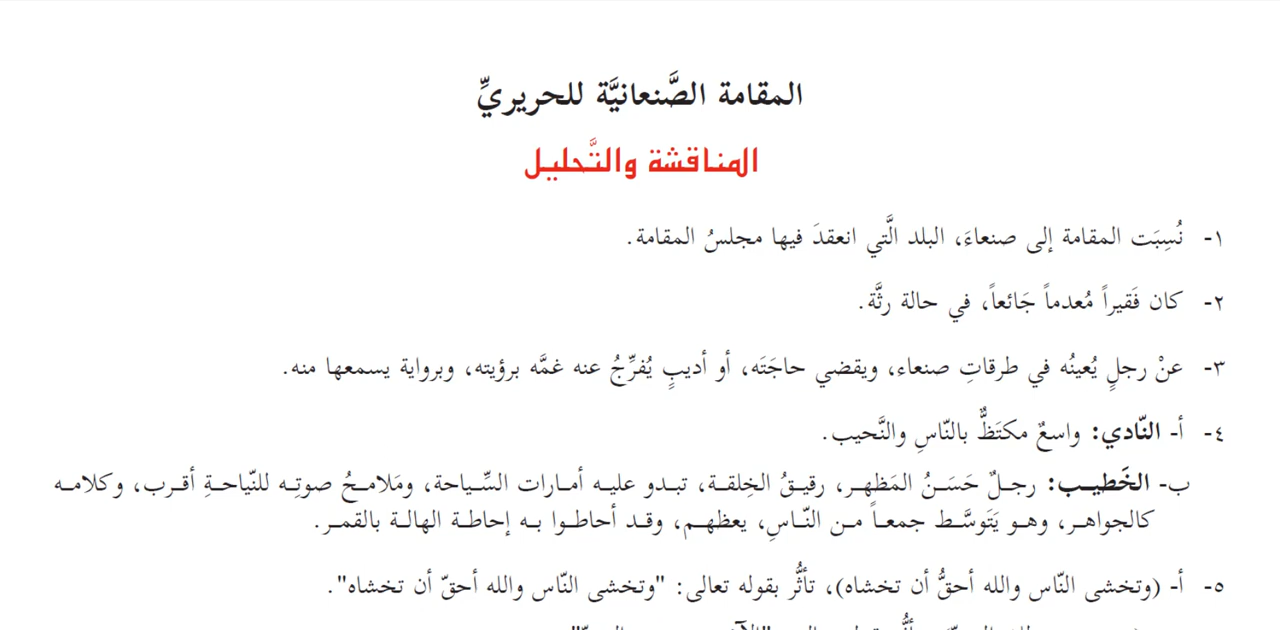 المقامة الصَّنعانيَّة للحريريِّ
المناقشة والتَّحليل
١- نُسِبَت المقامة إلى صنعاءَ، البلد الَّتي انعقدَ فيها مجلسُ المقامة.
٢- كان فَقيراً مُعدماً جَائعاً، في حالة رثَّة.
٣- عنْ رجلٍ يُعينُه في طرقاتِ صنعاء، ويقضي حاجَتَه، أو أديبٍ يُفرِّجُ عنه غمَّه برؤيته، وبرواية يسمعها منه.
٤- أ- النّادي: واسعٌ مكتَظٌّ بالنّاسِ والنَّحيب.
ب- الخَطيب: رجلٌ حَسَنُ المَظهر، رقيقُ الخِلقة، تبدو عليه أمارات السِّياحة، ومَلامحُ صوتِه للنّياحةِ أقرب، وكلامه
كالجواهر، وهو يَتَوسَّط جمعاً من النّاسِ، يعظهم، وقد أحاطوا به إحاطة الهالة بالقمر.
٥- أ- (وتخشى النّاس والله أحقُّ أن تخشاه)، تأثُّر بقوله تعالى: "وتخشى النّاس والله أحقّ أن تخشاه".